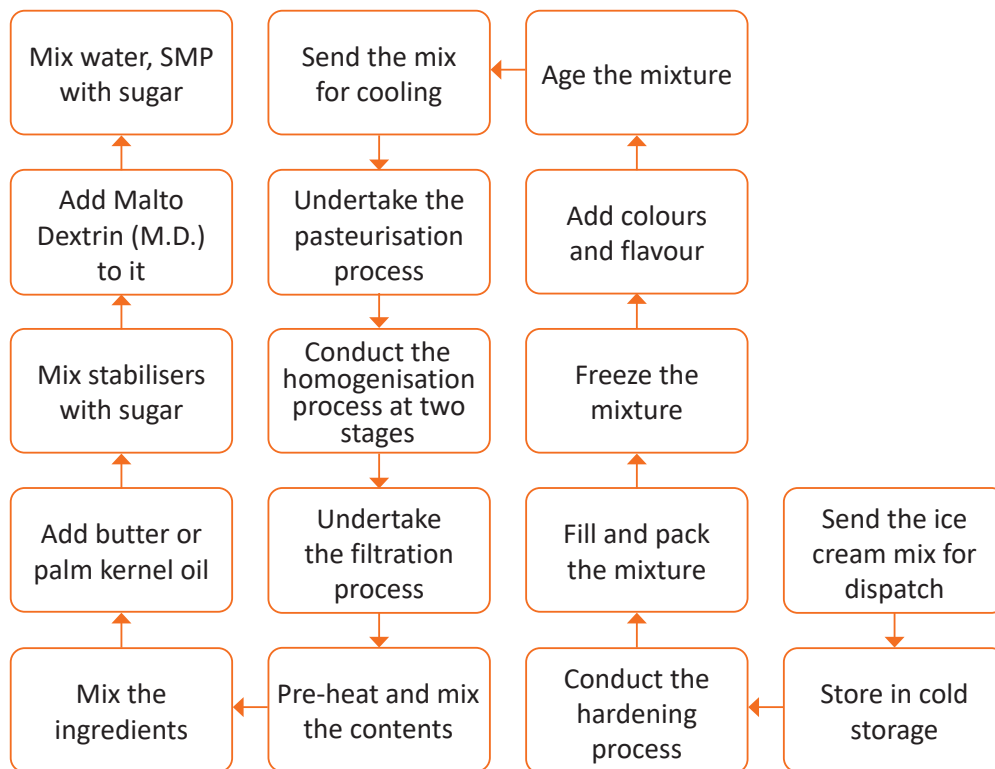 Mix water, SMP
with sugar
Add Malto
Dextrin (M.D.)
to it
Mix stabilisers
with sugar
Add butter or
palm kernel oil
Mix the
ingredients
Send the mix
for cooling
Undertake the
pasteurisation
process
Conduct the
homogenisation
process at two
stages
Undertake
the filtration
process
Pre-heat and mix
the contents
Age the mixture
Add colours
and flavour
Freeze the
mixture
Fill and pack
the mixture
Conduct the
hardening
process
Send the ice
cream mix for
dispatch
Store in cold
storage